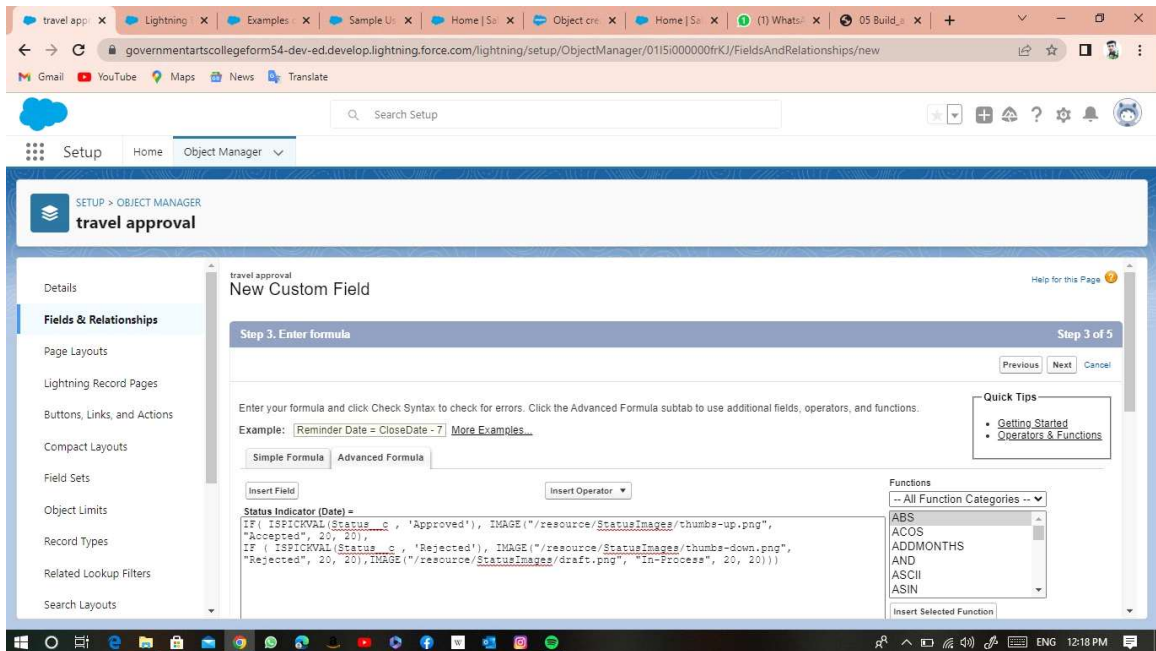 travel appr
Lightning
Examples
Sample Us
Home | Sal
Object cre
Home | Sa
(1) WhatsA
05 Build_a
governmentartscollegeform54-dev-ed.develop.lightning.force.com/lightning/setup/ObjectManager/01I5i000000frKJ/FieldsAndRelationships/new
Gmail YouTube Maps News Translate
Search Setup
Setup Home Object Manager
SETUP > OBJECT MANAGER
travel approval
Details
Fields & Relationships
Page Layouts
Lightning Record Pages
Buttons, Links, and Actions
Compact Layouts
Field Sets
Object Limits
Record Types
Related Lookup Filters
Search Layouts
travel approval
New Custom Field
Help for this Page
Step 3. Enter formula Step 3 of 5
Previous Next Cancel
Enter your formula and click Check Syntax to check for errors. Click the Advanced Formula subtab to use additional fields, operators, and functions.
Example: Reminder Date = CloseDate - 7 More Examples...
Quick Tips
Getting Started
Operators & Functions
Simple Formula Advanced Formula
Insert Field Insert Operator
Status Indicator (Date) =
IF( ISPICKVAL(Status__c , 'Approved'), IMAGE("/resource/StatusImages/thumbs-up.png",
"Accepted", 20, 20),
IF ( ISPICKVAL(Status__c , 'Rejected'), IMAGE("/resource/StatusImages/thumbs-down.png",
"Rejected", 20, 20),IMAGE("/resource/StatusImages/draft.png", "In-Process", 20, 20)))
Functions
-- All Function Categories --
ABS
ACOS
ADDMONTHS
AND
ASCII
ASIN
Insert Selected Function
ENG 12:18 PM